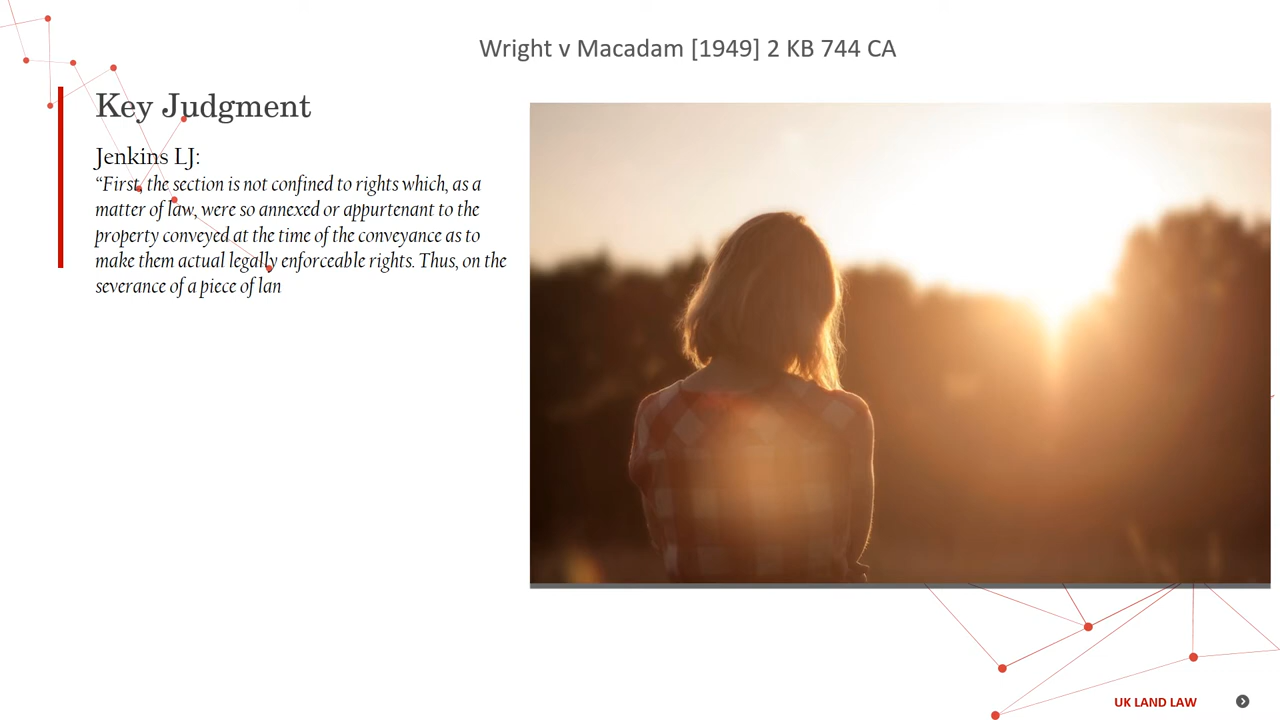 Wright v Macadam [1949] 2 KB 744 CA
Key Judgment
Jenkins LJ:
“First, the section is not confined to rights which, as a
matter of law, were so annexed or appurtenant to the
property conveyed at the time of the conveyance as to
make them actual legally enforceable rights. Thus, on the
severance of a piece of lan
UK LAND LAW